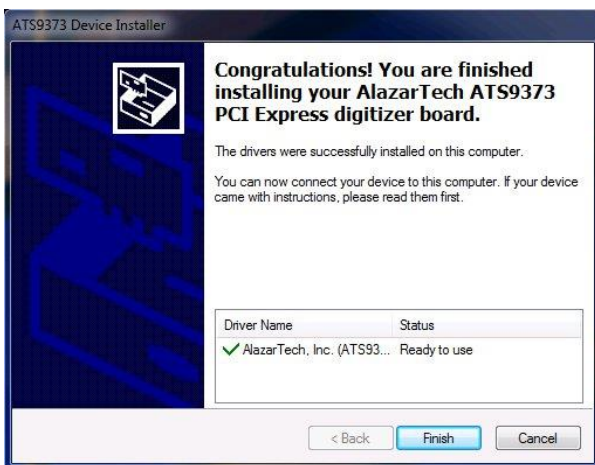 ATS9373 Device Installer
Congratulations! You are finished
installing your AlazarTech ATS9373
PCI Express digitizer board.
The drivers were successfully installed on this computer.
You can now connect your device to this computer. If your device
came with instructions, please read them first.
Driver Name Status
AlazarTech, Inc. (ATS93... Ready to use
< Back Finish Cancel